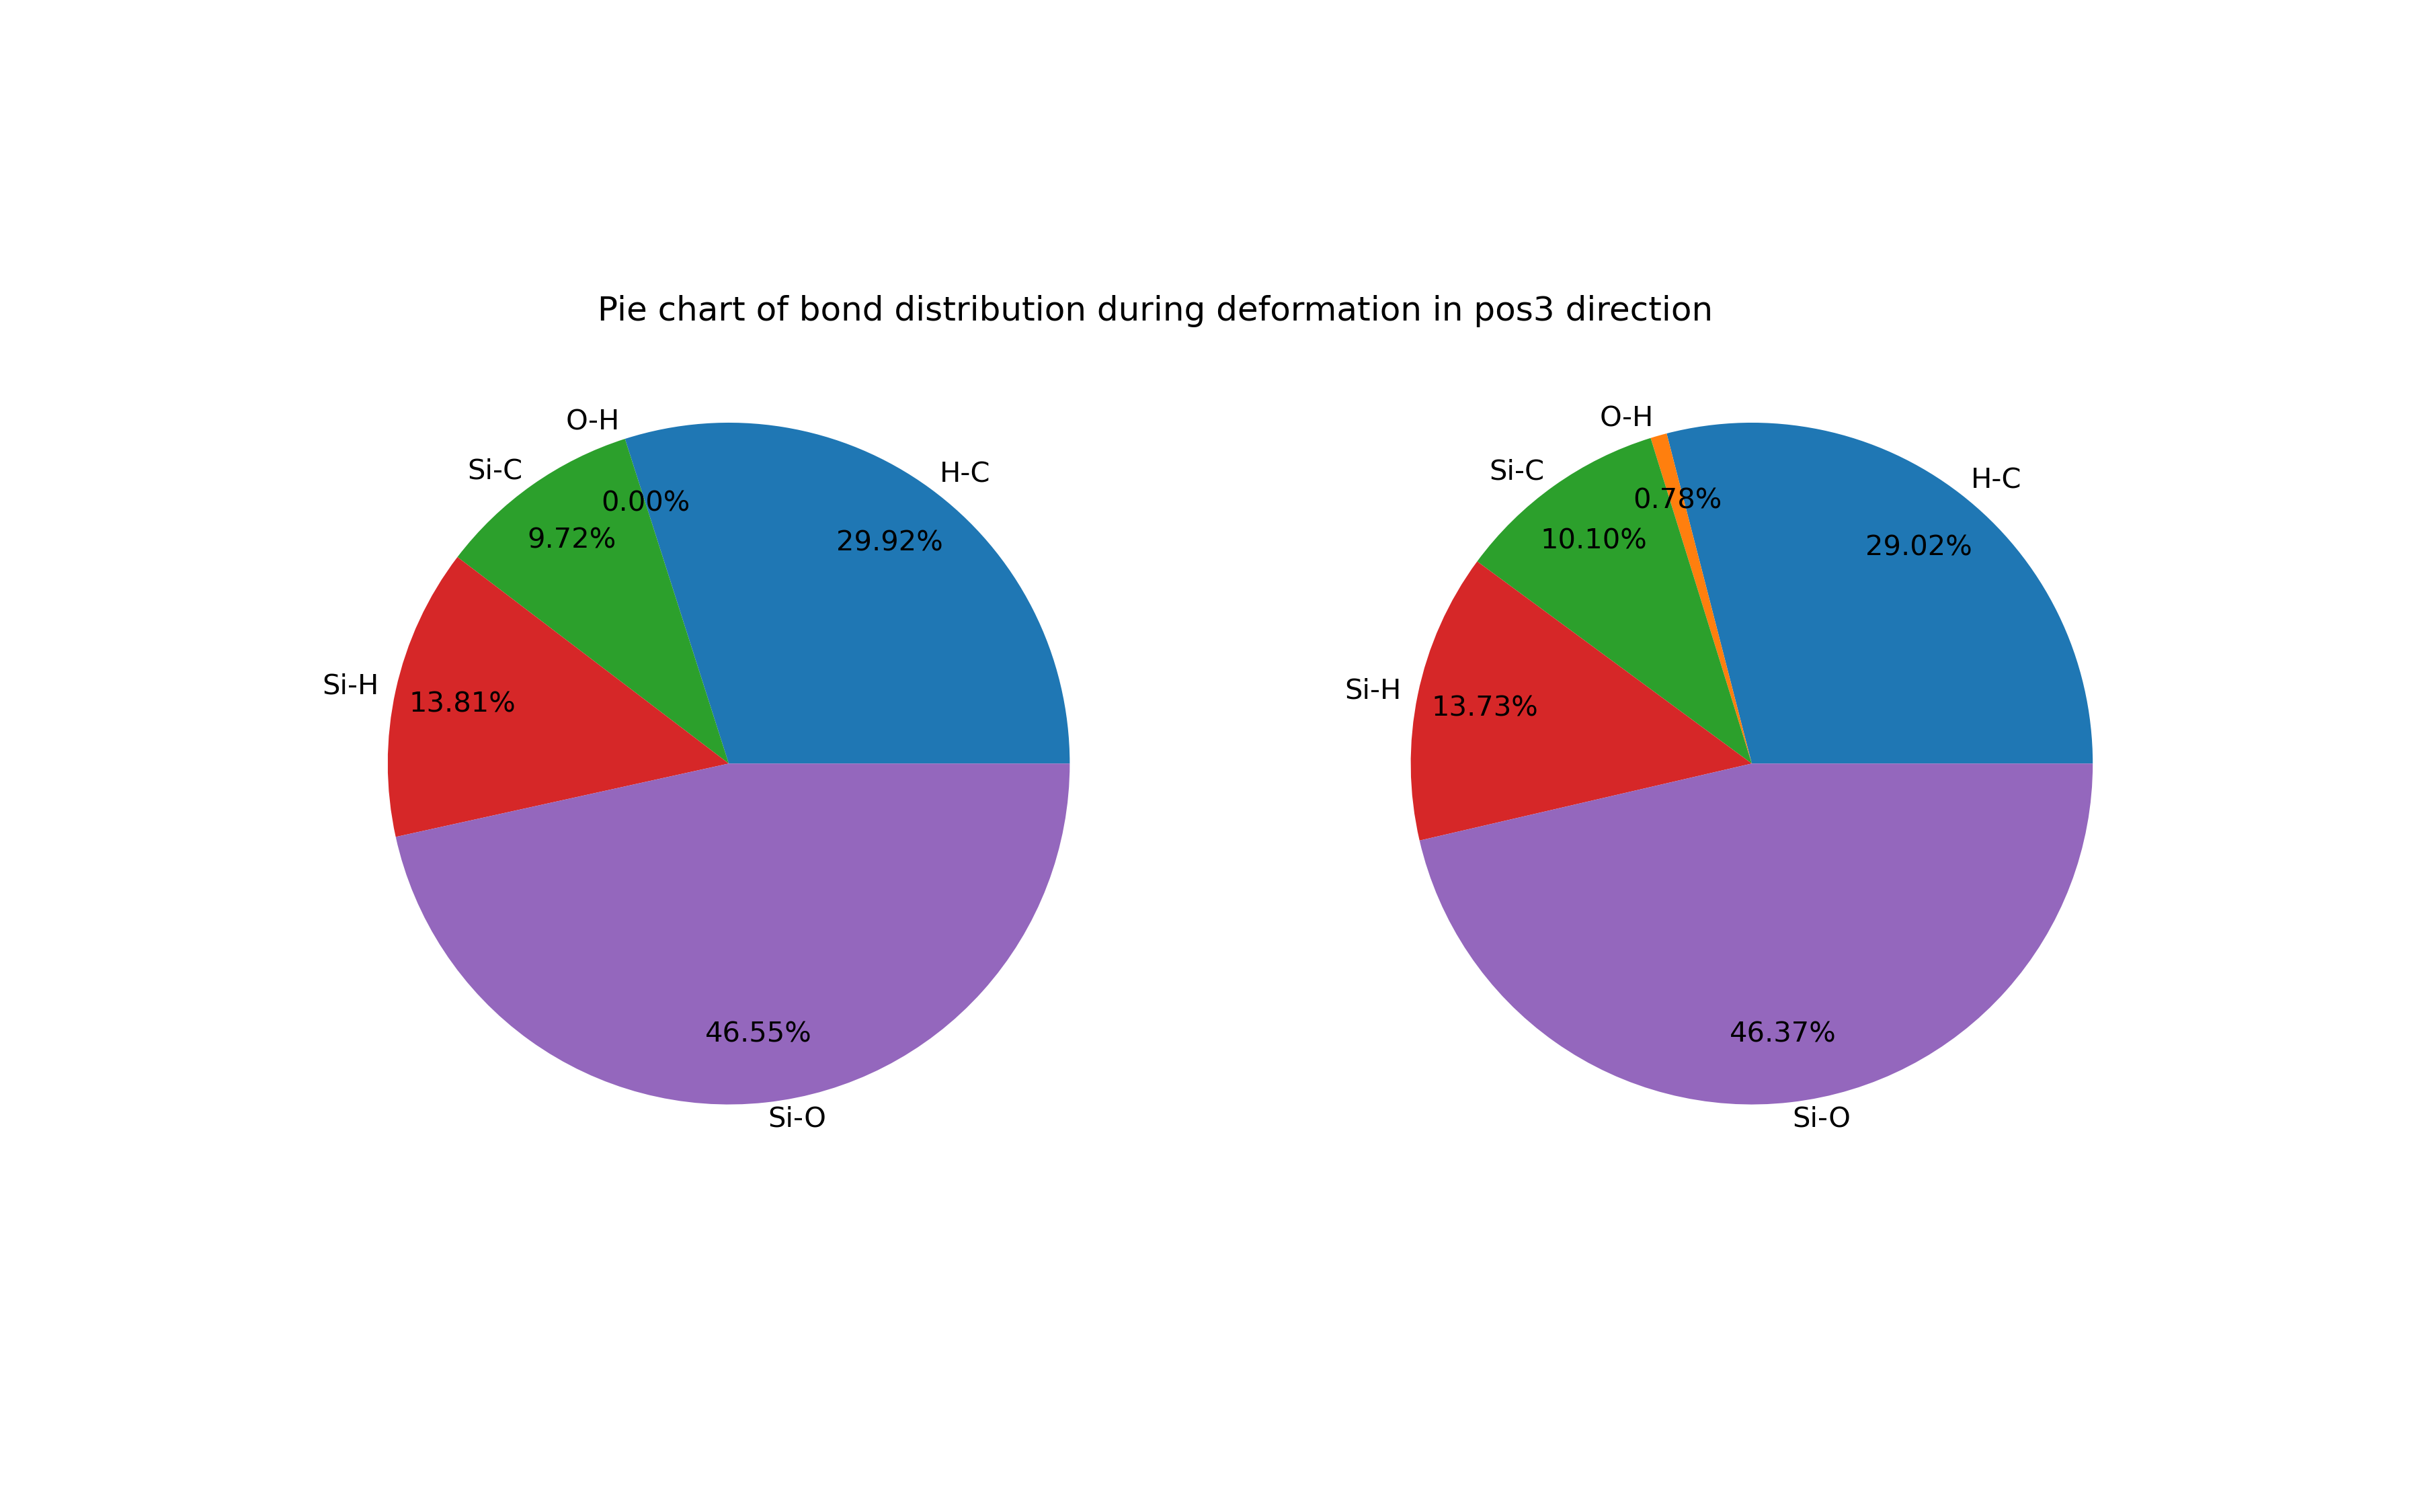 Pie chart of bond distribution during deformation in pos3 direction
O-H
Si-C
H-C
0.00%
9.72%
29.92%
Si-H
13.81%
46.55%
Si-O
O-H
Si-C
H-C
0.78%
10.10%
29.02%
Si-H
13.73%
46.37%
Si-O